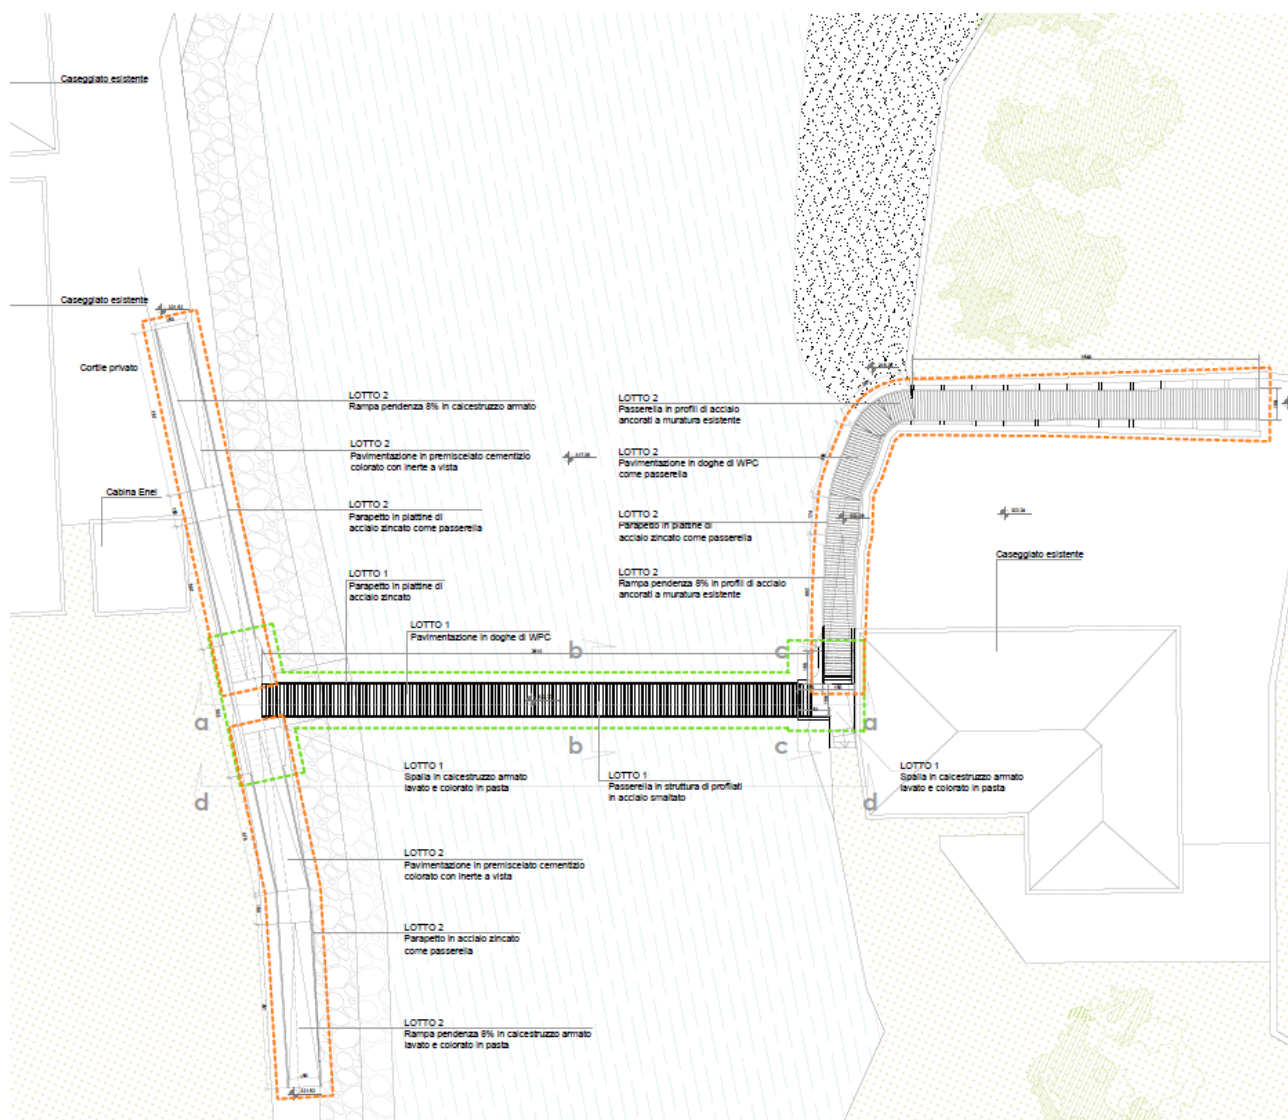 Caseggiato esistente
Caseggiato esistente
Cortile privato
LOTTO 2
Rampa pendenza 8% in calcestruzzo armato
LOTTO 2
Pavimentazione in premiscelato cementizio
colorato con inerte a vista
Cabina Enel
LOTTO 2
Parapetto in piattine di
acciaio zincato come passerella
LOTTO 1
Parapetto in piattine di
acciaio zincato
LOTTO 1
Pavimentazione in doghe di WPC
LOTTO 2
Passerella in profili di acciaio
ancorati a muratura esistente
LOTTO 2
Pavimentazione in doghe di WPC
come passerella
LOTTO 2
Parapetto in piattine di
acciaio zincato come passerella
LOTTO 2
Rampa pendenza 8% in profili di acciaio
ancorati a muratura esistente
Caseggiato esistente
b
c
a
a
b
c
d
d
LOTTO 1
Spalla in calcestruzzo armato
lavato e colorato in pasta
LOTTO 1
Passerella in struttura di profilati
in acciaio smaltato
LOTTO 1
Spalla in calcestruzzo armato
lavato e colorato in pasta
LOTTO 2
Pavimentazione in premiscelato cementizio
colorato con inerte a vista
LOTTO 2
Parapetto in acciaio zincato
come passerella
LOTTO 2
Rampa pendenza 8% in calcestruzzo armato
lavato e colorato in pasta